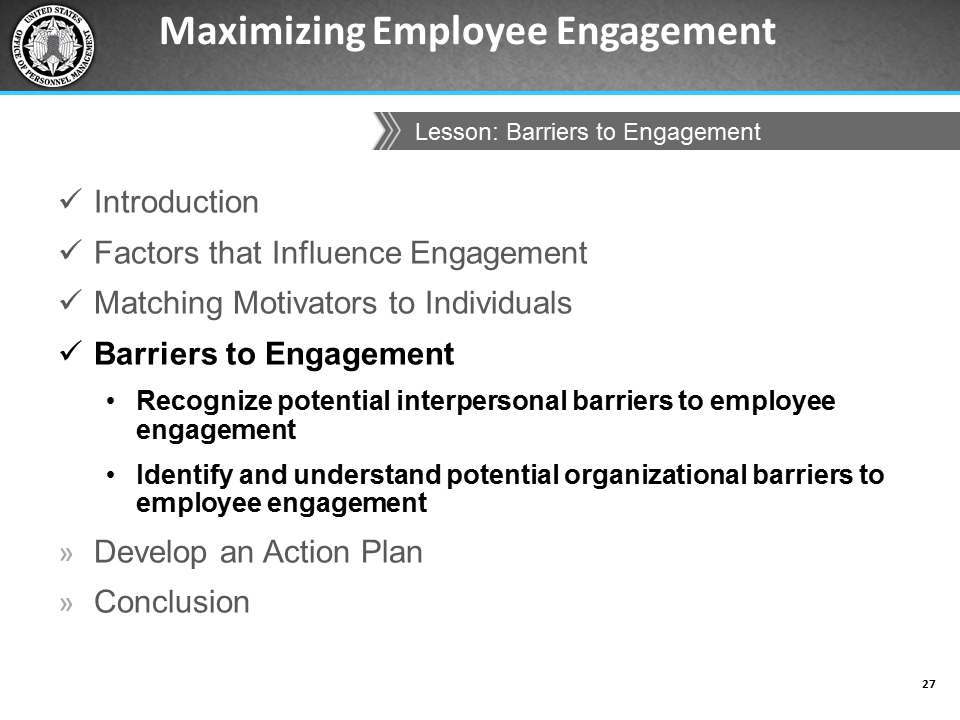 UNITED STATES
OFFICE OF PERSONNEL MANAGEMENT
Maximizing Employee Engagement
Lesson: Barriers to Engagement
✓ Introduction
✓ Factors that Influence Engagement
✓ Matching Motivators to Individuals
✓ Barriers to Engagement
• Recognize potential interpersonal barriers to employee
engagement
• Identify and understand potential organizational barriers to
employee engagement
» Develop an Action Plan
» Conclusion
27